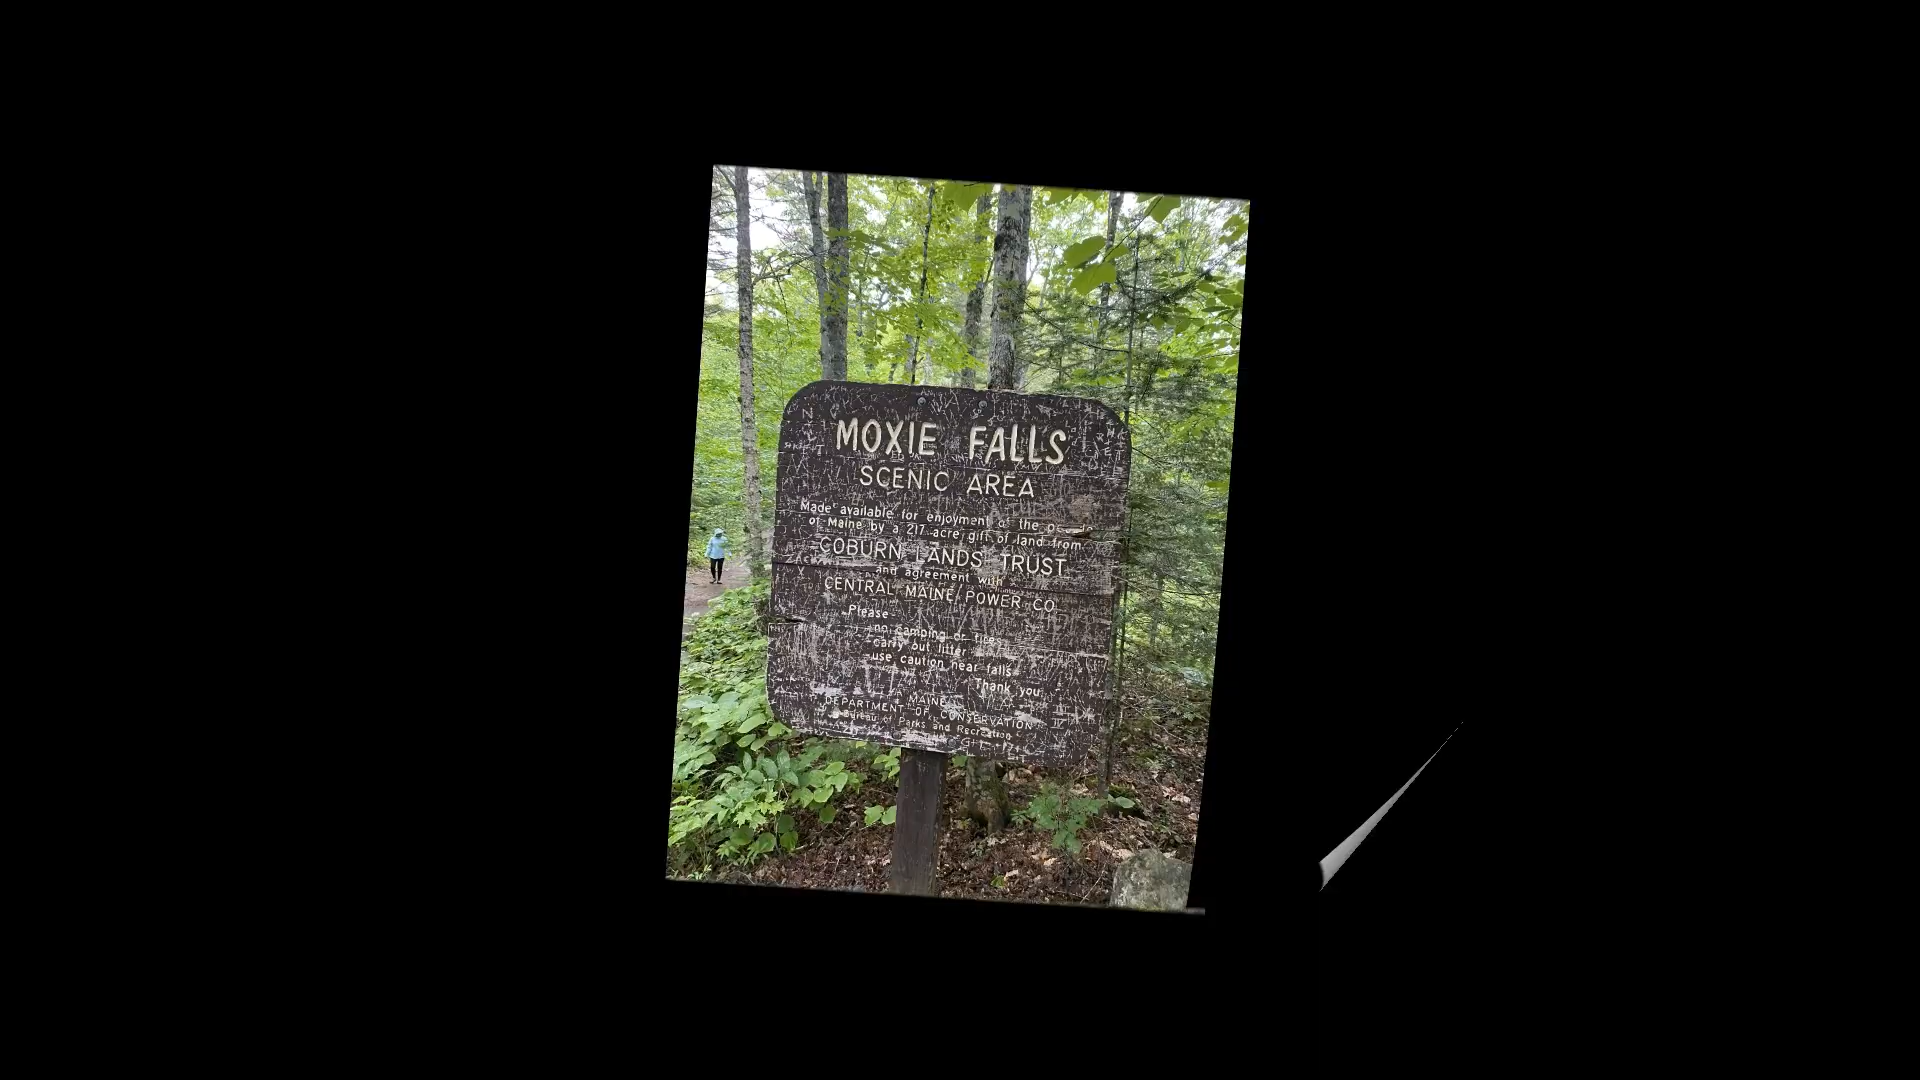 MOXIE FALLS
SCENIC AREA
Made available for enjoyment of the people
of Maine by a 217 acre gift of land from
COBURN LANDS TRUST
and agreement with
CENTRAL MAINE POWER CO
Please
no camping or fires
carry out litter
use caution near falls
Thank you
MAINE
DEPARTMENT OF CONSERVATION
Bureau of Parks and Recreation